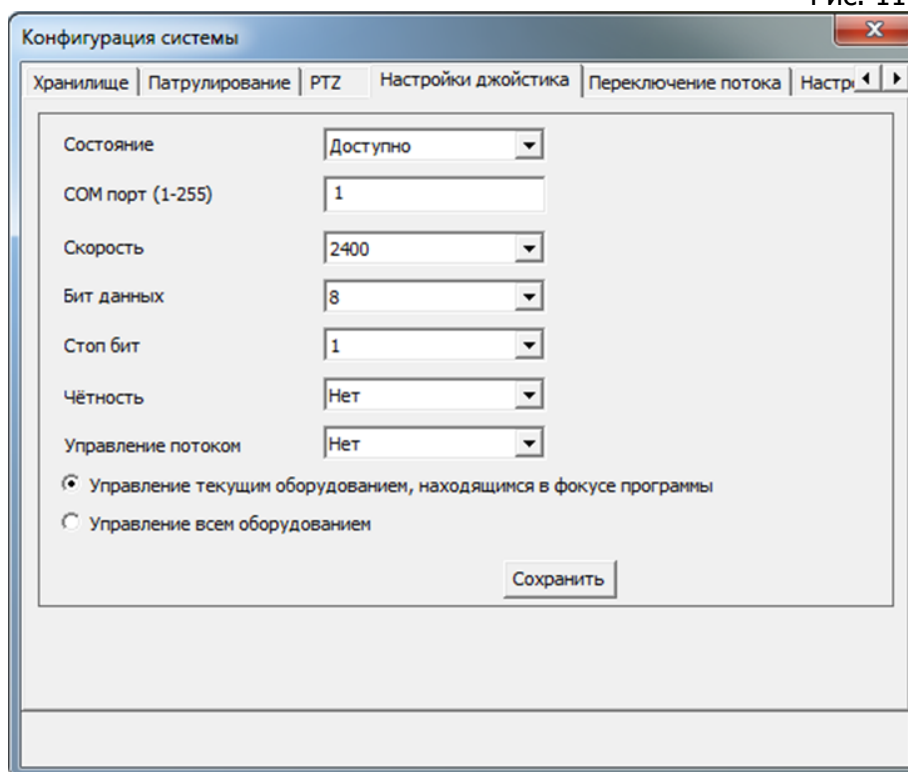 Рис. 11
Конфигурация системы
Хранилище Патрулирование PTZ Настройки джойстика Переключение потока Настр
Состояние Доступно
COM порт (1-255) 1
Скорость 2400
Бит данных 8
Стоп бит 1
Чётность Нет
Управление потоком Нет
Управление текущим оборудованием, находящимся в фокусе программы
Управление всем оборудованием
Сохранить